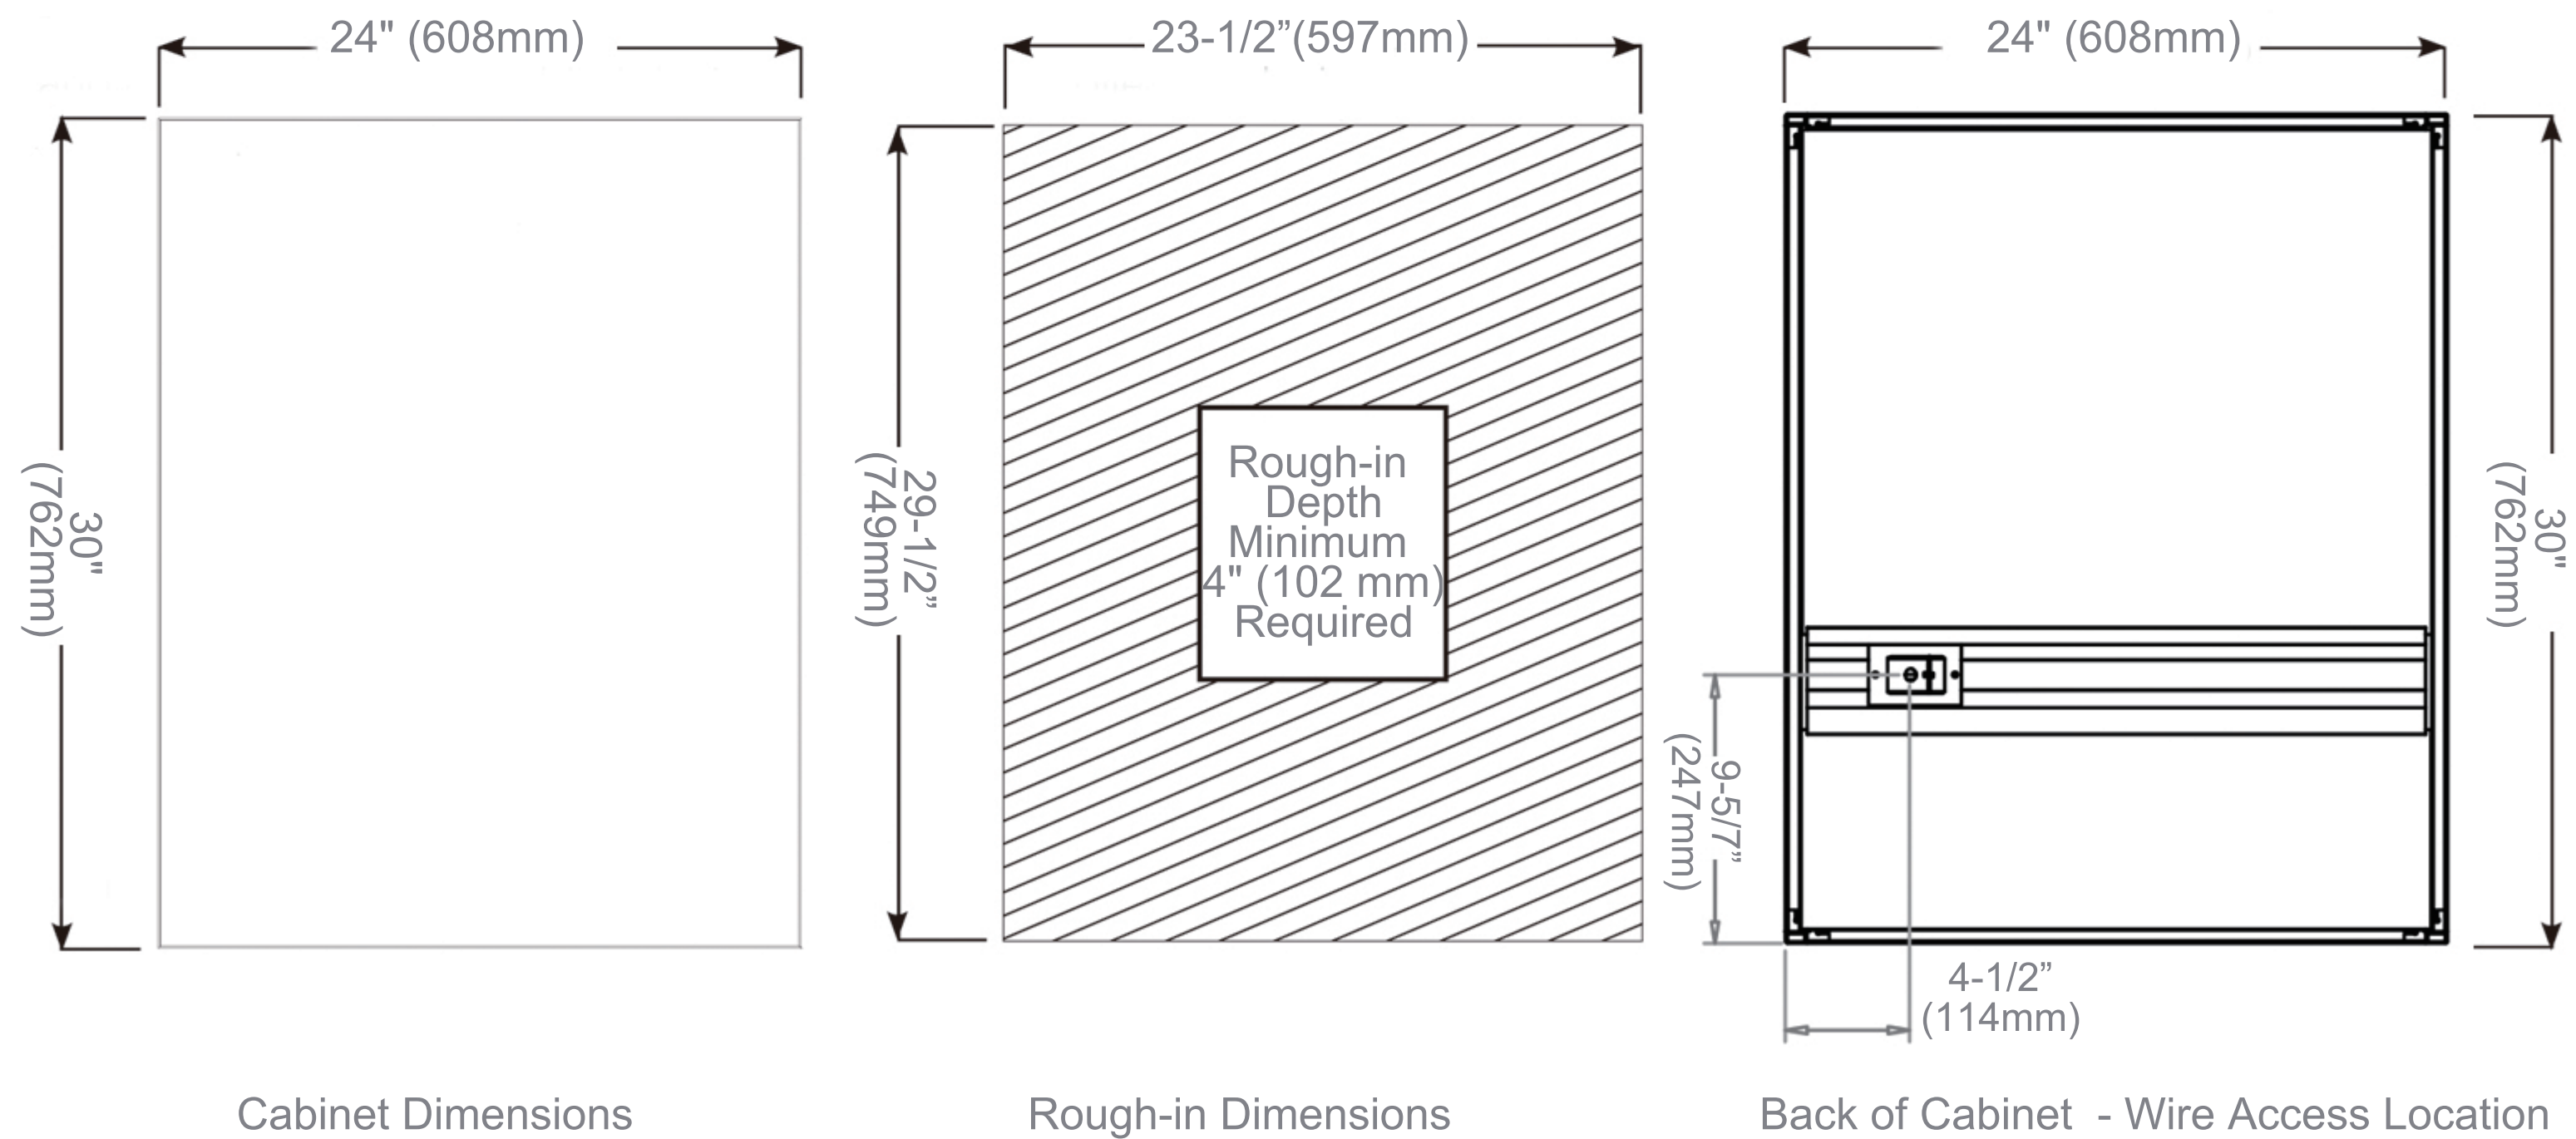 24" (608mm)
30"
(762mm)
Cabinet Dimensions
23-1/2”(597mm)
29-1/2”
(749mm)
Rough-in
Depth
Minimum
4" (102 mm)
Required
Rough-in Dimensions
24" (608mm)
30"
(762mm)
9-5/7”
(247mm)
4-1/2”
(114mm)
Back of Cabinet - Wire Access Location